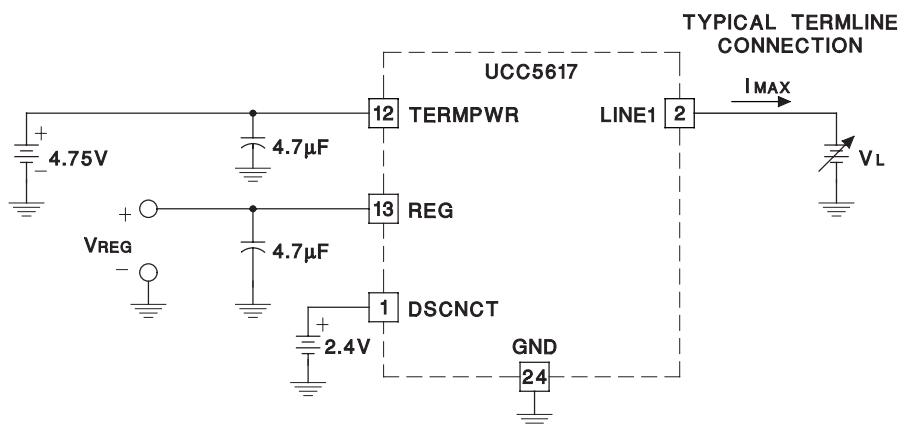 TYPICAL TERMLINE
CONNECTION
UCC5617
IMAX
12 TERMPWR
LINE1 2
+
4.75V
−
4.7µF
VL
+
13 REG
VREG
4.7µF
−
1 DSCNCT
+
2.4V
GND
24